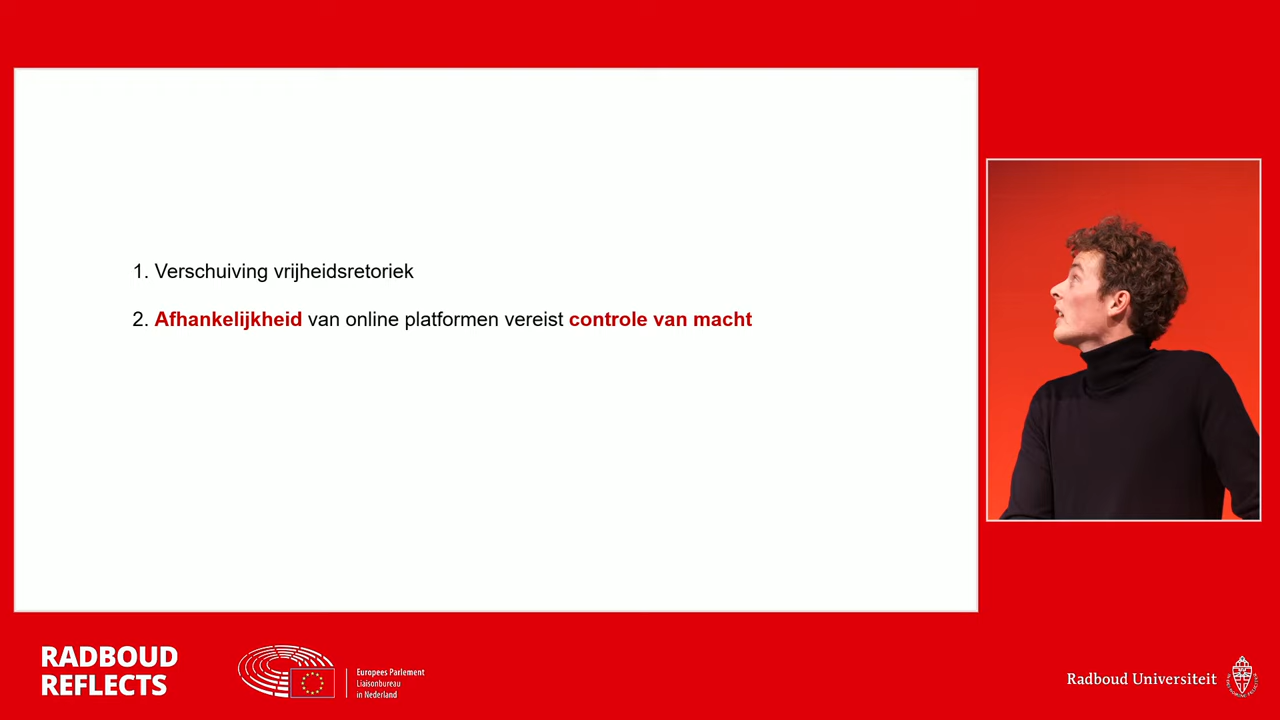 1. Verschuiving vrijheidsretoriek
2. Afhankelijkheid van online platformen vereist controle van macht
RADBOUD
REFLECTS
Europees Parlement
Liaisonbureau
in Nederland
Radboud Universiteit